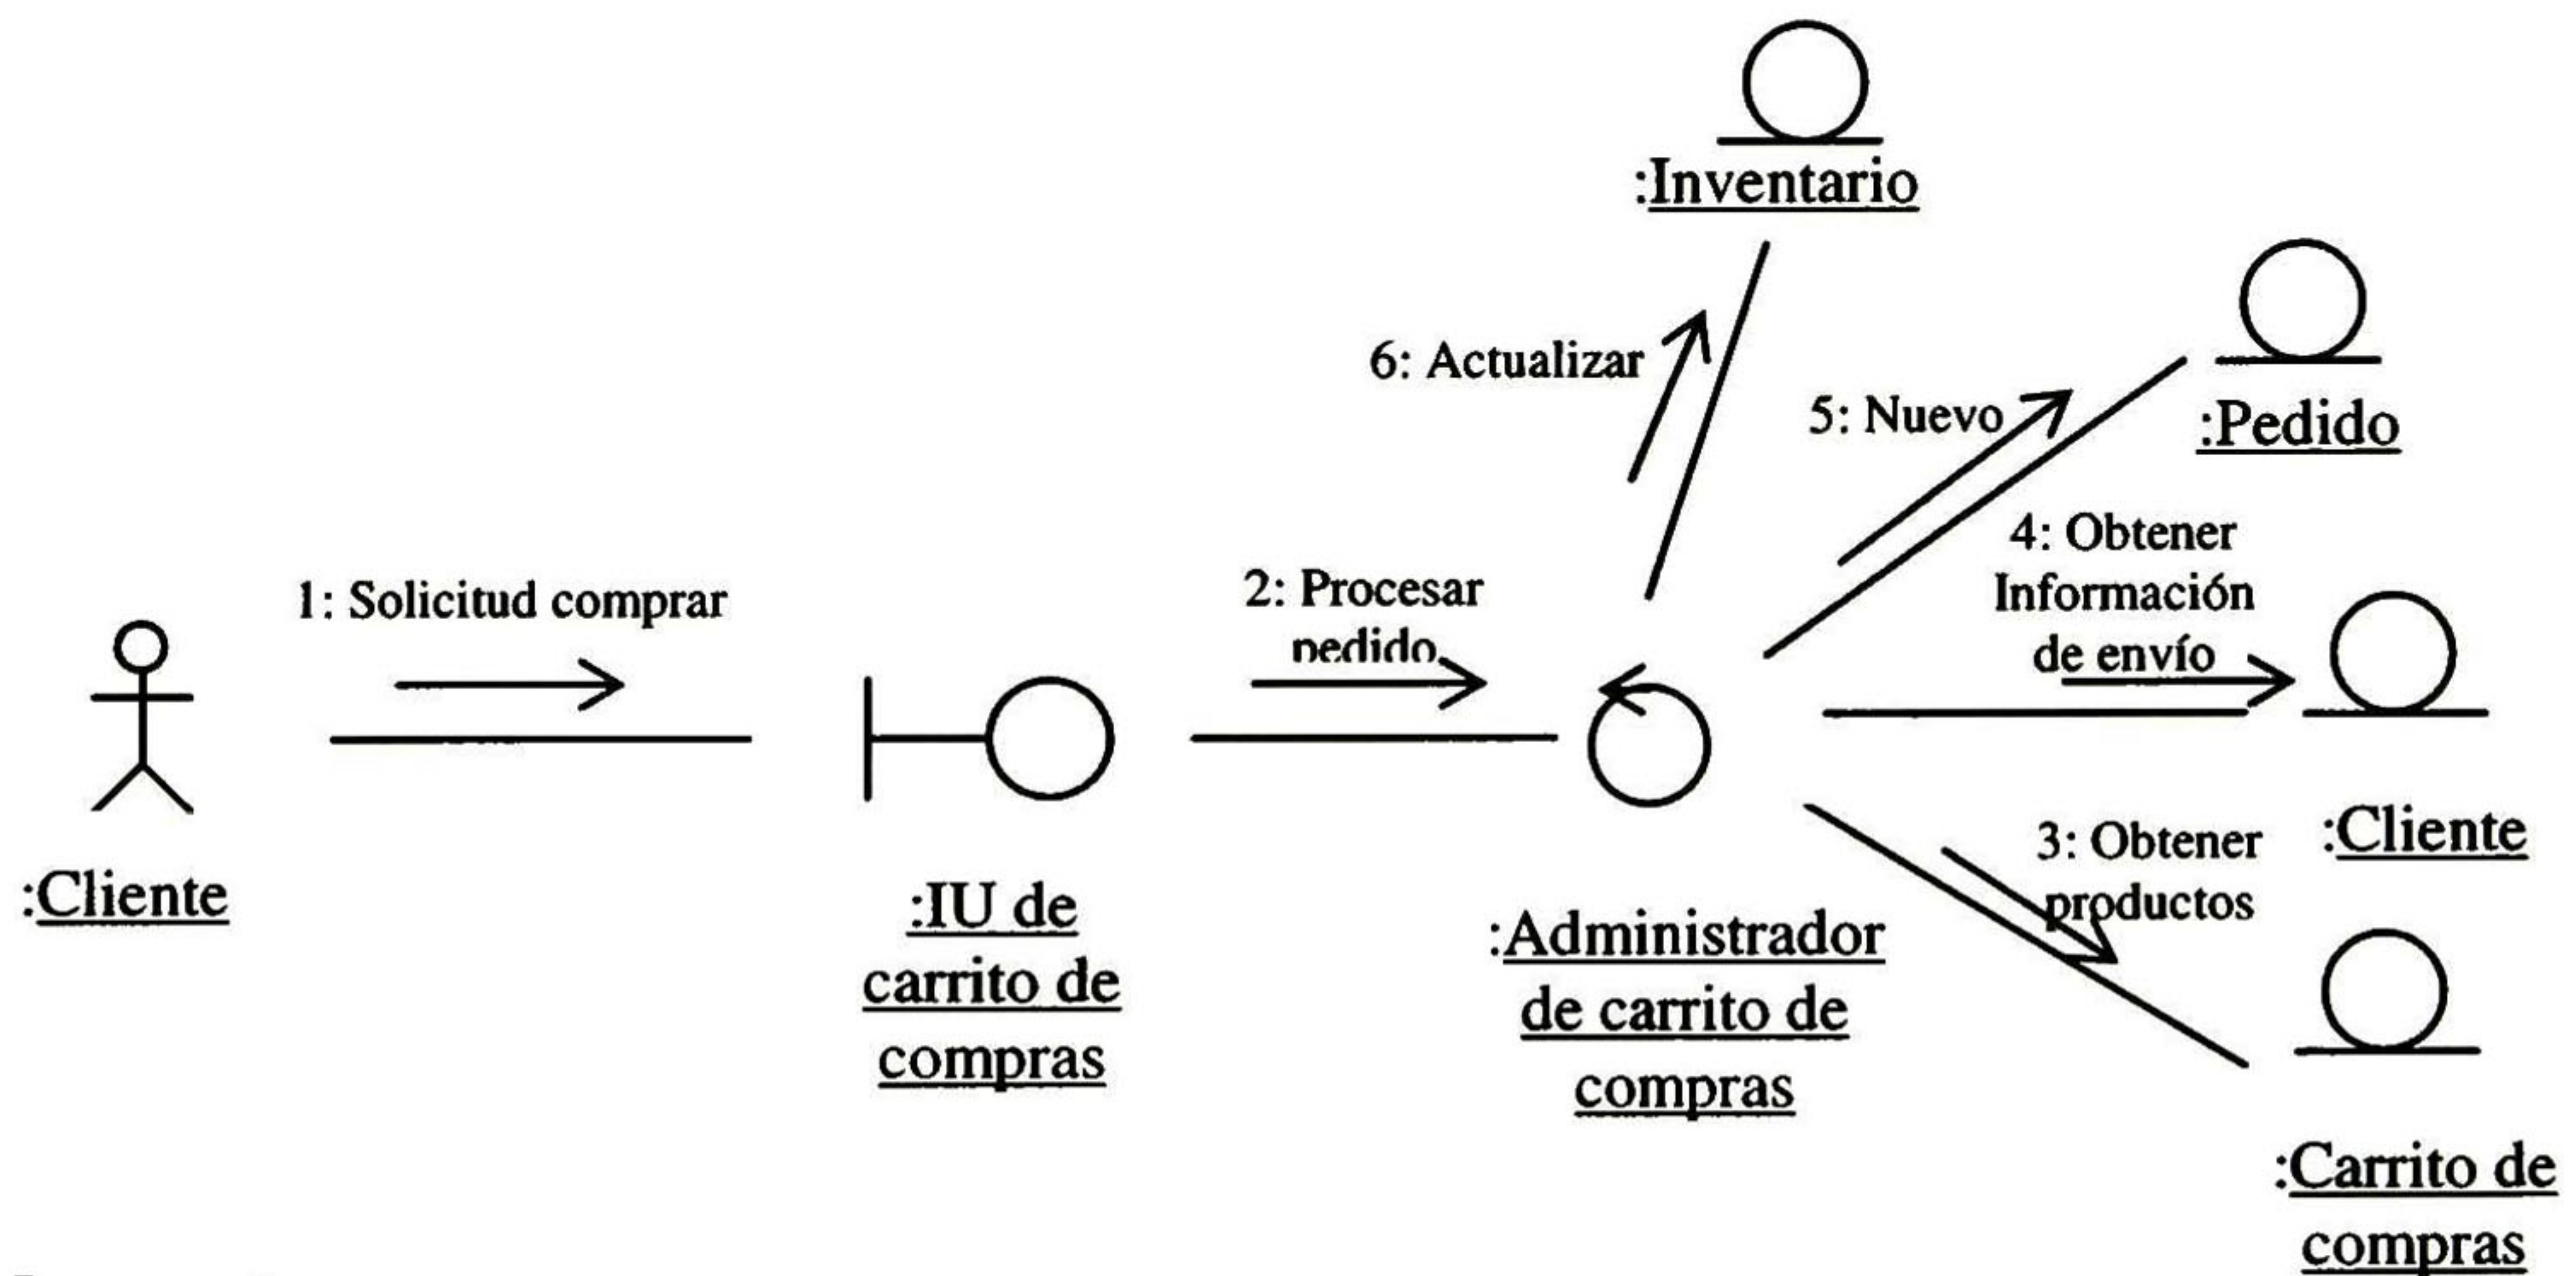 :Inventario
6: Actualizar
5: Nuevo
:Pedido
4: Obtener
Información
de envío
1: Solicitud comprar
2: Procesar
pedido
:Cliente
3: Obtener
productos
:Cliente
:IU de
carrito de
compras
:Administrador
de carrito de
compras
:Carrito de
compras